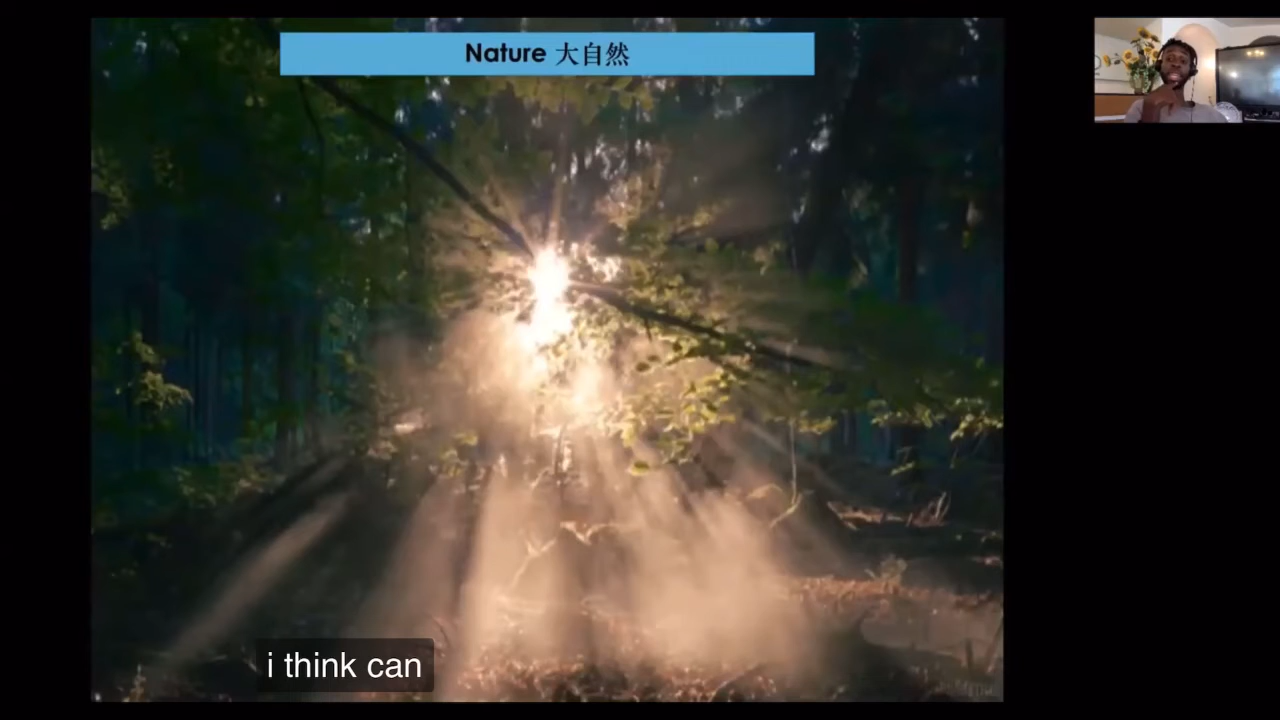 Nature 大自然
i think can